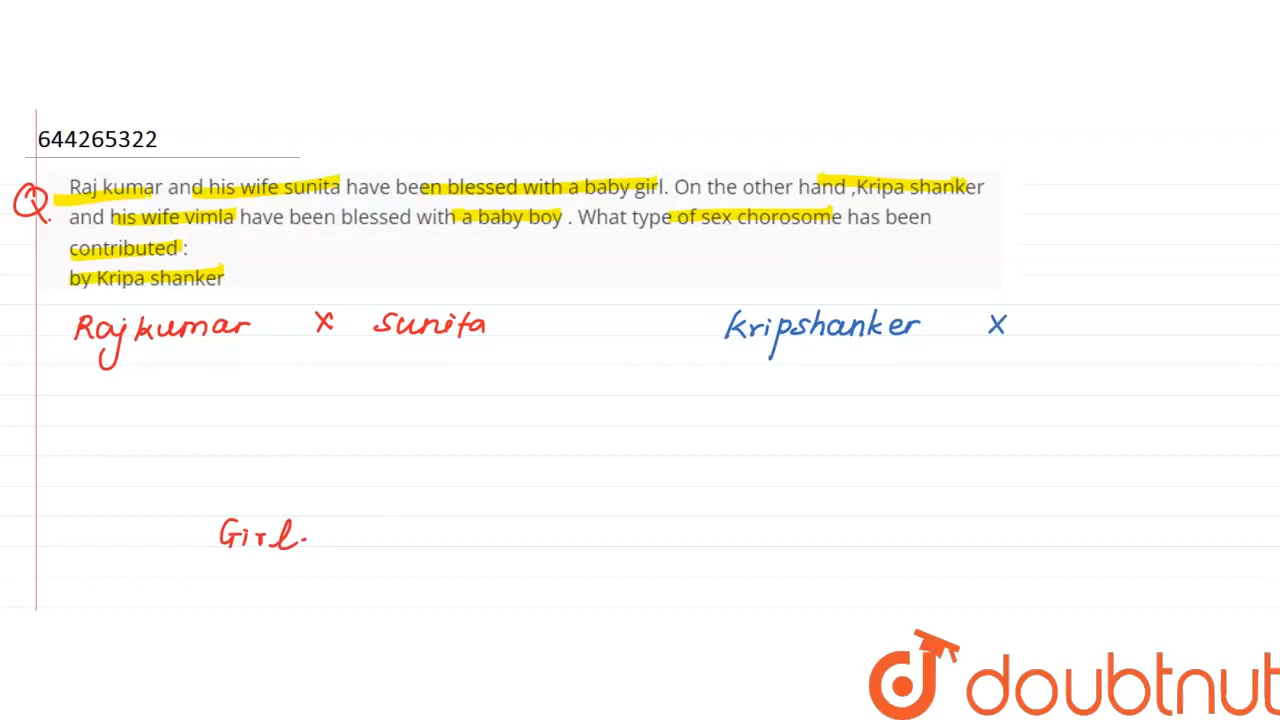 644265322
Q. Raj kumar and his wife sunita have been blessed with a baby girl. On the other hand ,Kripa shanker
and his wife vimla have been blessed with a baby boy . What type of sex chorosome has been
contributed :
by Kripa shanker
Rajkumar x sunita kripshanker x
Girl.
doubtnut